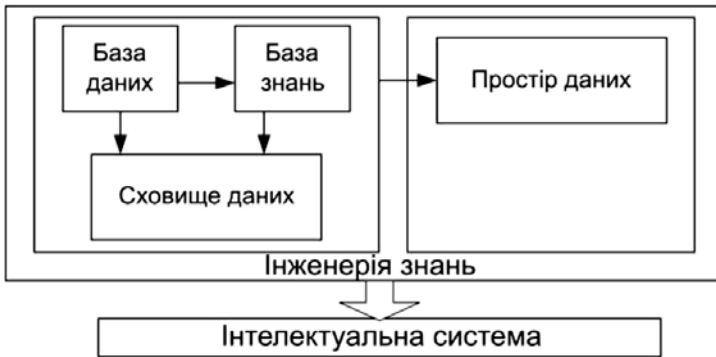 База
даних
База
знань
Простір даних
Сховище даних
Інженерія знань
Інтелектуальна система